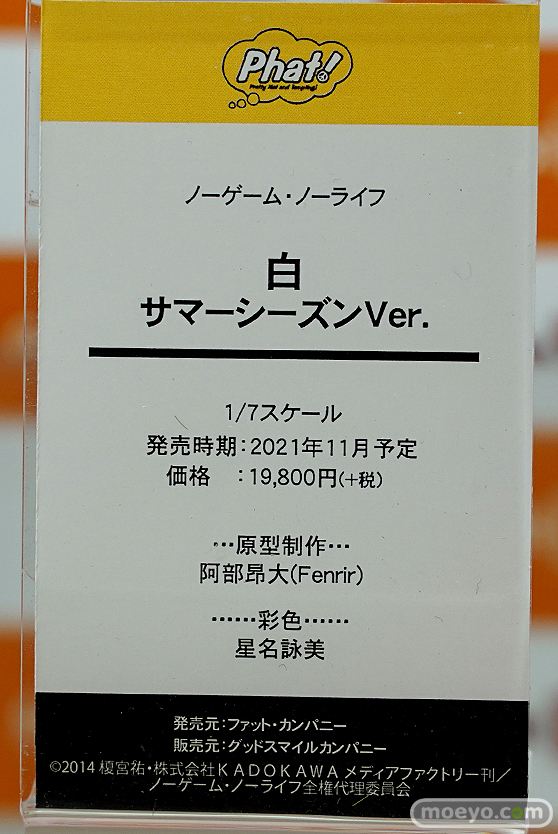 Phat!
Pretty Hot and Tempting!
ノーゲーム・ノーライフ
白
サマーシーズンVer.
1/7スケール
発売時期：2021年11月予定
価格　：19,800円(+税)
…原型制作…
阿部昂大(Fenrir)
……彩色……
星名詠美
発売元：ファット・カンパニー
販売元：グッドスマイルカンパニー
©2014 榎宮祐・株式会社ＫＡＤＯＫＡＷＡ メディアファクトリー刊／
ノーゲーム・ノーライフ全権代理委員会
moeyo.com